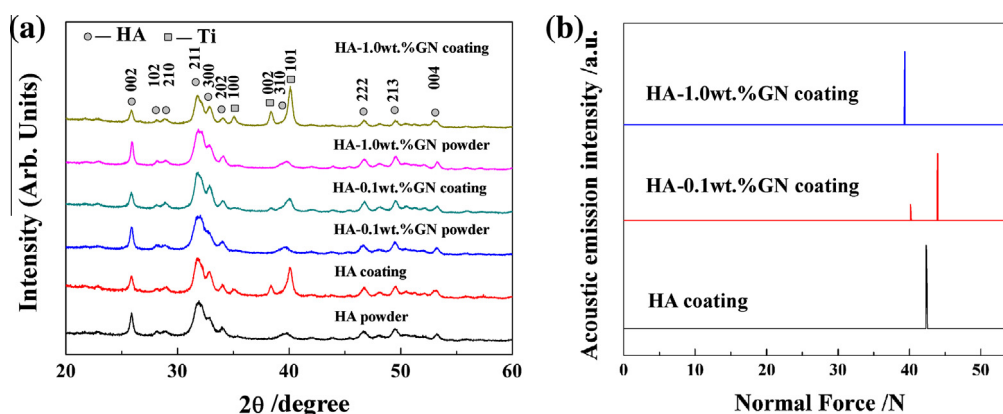 (a)
HA
Ti
002
102
210
211
300
202
100
002
310
101
222
213
004
HA-1.0wt.%GN coating
HA-1.0wt.%GN powder
HA-0.1wt.%GN coating
HA-0.1wt.%GN powder
HA coating
HA powder
Intensity (Arb. Units)
20 30 40 50 60
2θ /degree
(b)
HA-1.0wt.%GN coating
HA-0.1wt.%GN coating
HA coating
Acoustic emission intensity /a.u.
0 10 20 30 40 50
Normal Force /N